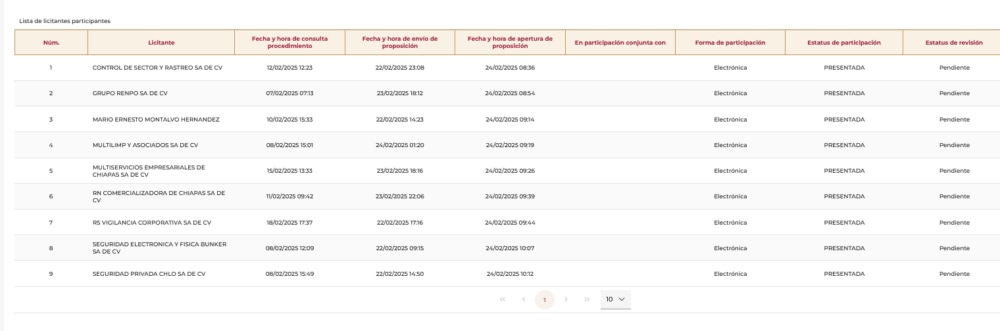 Lista de licitantes participantes
Núm. Licitante Fecha y hora de consulta procedimiento Fecha y hora de envío de proposición Fecha y hora de apertura de proposición En participación conjunta con Forma de participación Estatus de participación Estatus de revisión
1 CONTROL DE SECTOR Y RASTREO SA DE CV 12/02/2025 12:23 22/02/2025 23:08 24/02/2025 08:36 Electrónica PRESENTADA Pendiente
2 GRUPO RENPO SA DE CV 07/02/2025 07:13 23/02/2025 18:12 24/02/2025 08:54 Electrónica PRESENTADA Pendiente
3 MARIO ERNESTO MONTALVO HERNANDEZ 10/02/2025 15:33 22/02/2025 14:23 24/02/2025 09:14 Electrónica PRESENTADA Pendiente
4 MULTILIMP Y ASOCIADOS SA DE CV 08/02/2025 15:01 24/02/2025 01:20 24/02/2025 09:19 Electrónica PRESENTADA Pendiente
5 MULTISERVICIOS EMPRESARIALES DE CHIAPAS SA DE CV 15/02/2025 13:33 23/02/2025 18:16 24/02/2025 09:26 Electrónica PRESENTADA Pendiente
6 RN COMERCIALIZADORA DE CHIAPAS SA DE CV 11/02/2025 09:42 23/02/2025 22:06 24/02/2025 09:39 Electrónica PRESENTADA Pendiente
7 RS VIGILANCIA CORPORATIVA SA DE CV 18/02/2025 17:37 22/02/2025 17:16 24/02/2025 09:44 Electrónica PRESENTADA Pendiente
8 SEGURIDAD ELECTRONICA Y FISICA BUNKER SA DE CV 08/02/2025 12:09 22/02/2025 09:15 24/02/2025 10:07 Electrónica PRESENTADA Pendiente
9 SEGURIDAD PRIVADA CHLO SA DE CV 08/02/2025 15:49 22/02/2025 14:50 24/02/2025 10:12 Electrónica PRESENTADA Pendiente
1 10